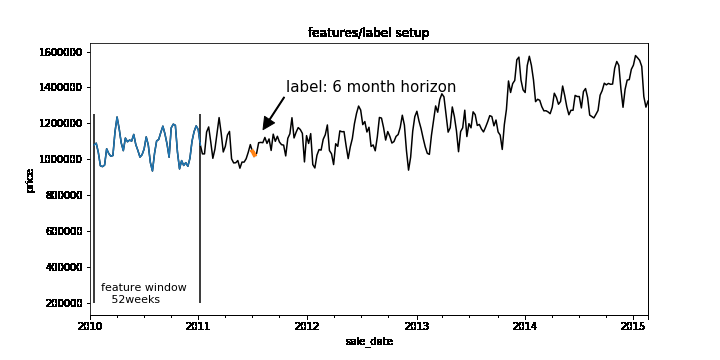 features/label setup
1600000
1400000
1200000
1000000
800000
600000
400000
200000
price
label: 6 month horizon
feature window
52weeks
2010
2011
2012
2013
2014
2015
sale_date